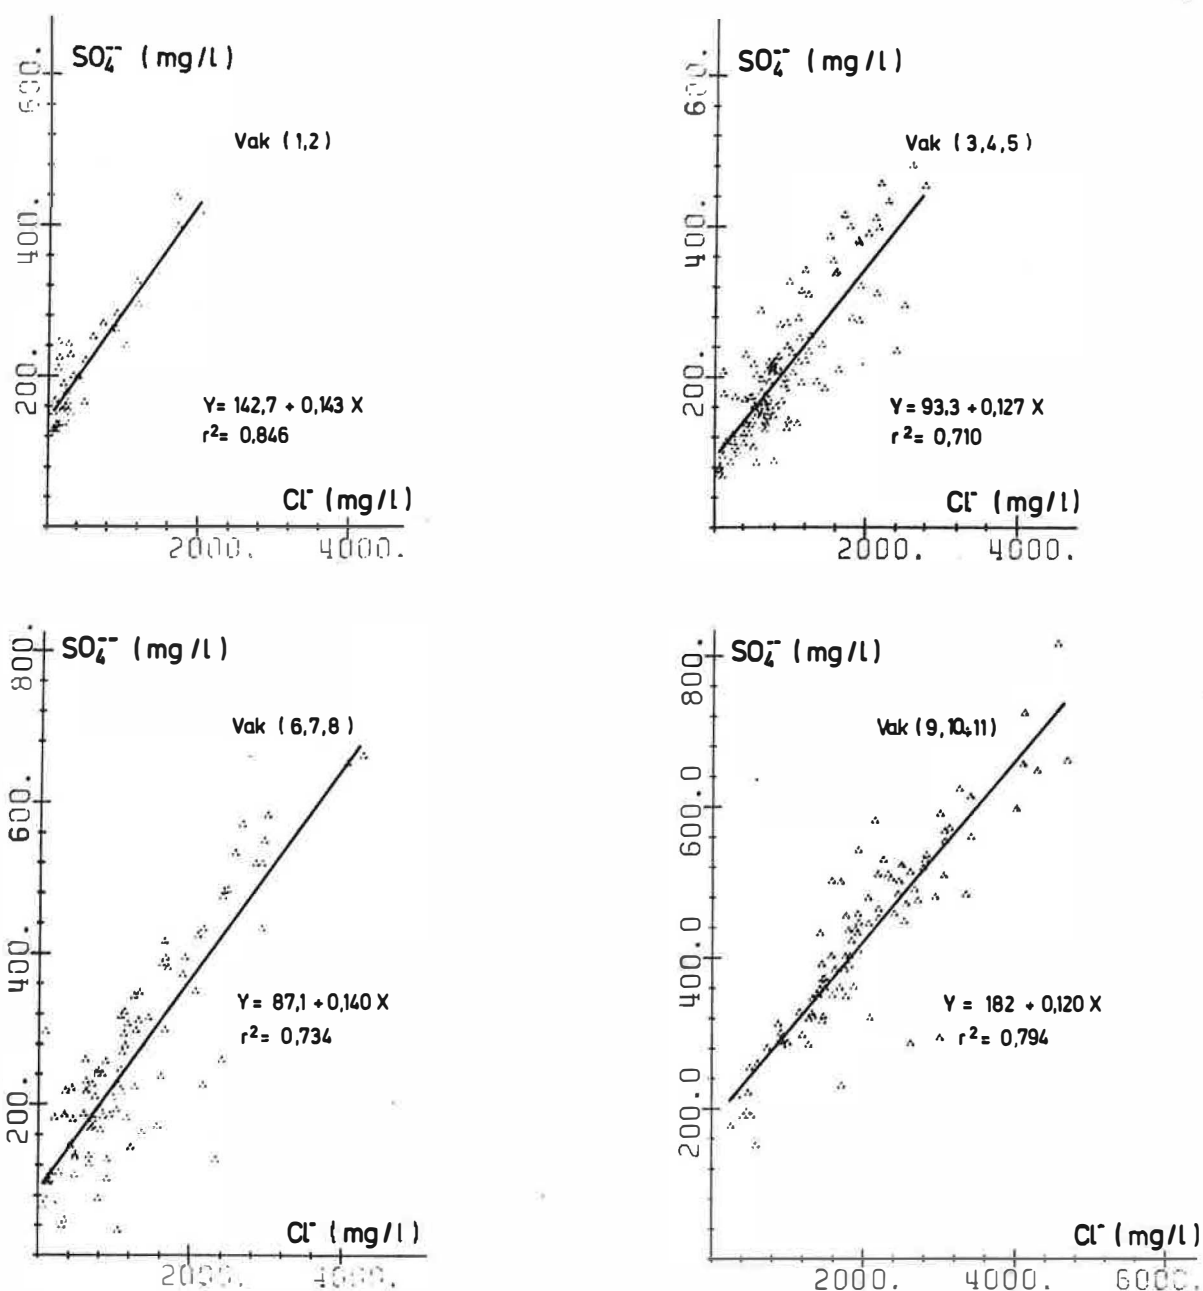 SO₄⁻⁻ (mg/l)
600.
400.
200.
Vak (1,2)
Y= 142,7 + 0,143 X
r²= 0,846
Cl⁻ (mg/l)
2000. 4000.
SO₄⁻⁻ (mg/l)
600.
400.
200.
Vak (3,4,5)
Y= 93,3 + 0,127 X
r²= 0,710
Cl⁻ (mg/l)
2000. 4000.
SO₄⁻⁻ (mg/l)
800.
600.
400.
200.
Vak (6,7,8)
Y= 87,1 + 0,140 X
r²= 0,734
Cl⁻ (mg/l)
2000. 4000.
SO₄⁻⁻ (mg/l)
800.
600.0
400.0
200.0
Vak (9,10,11)
Y = 182 + 0,120 X
r²= 0,794
Cl⁻ (mg/l)
2000. 4000. 6000.